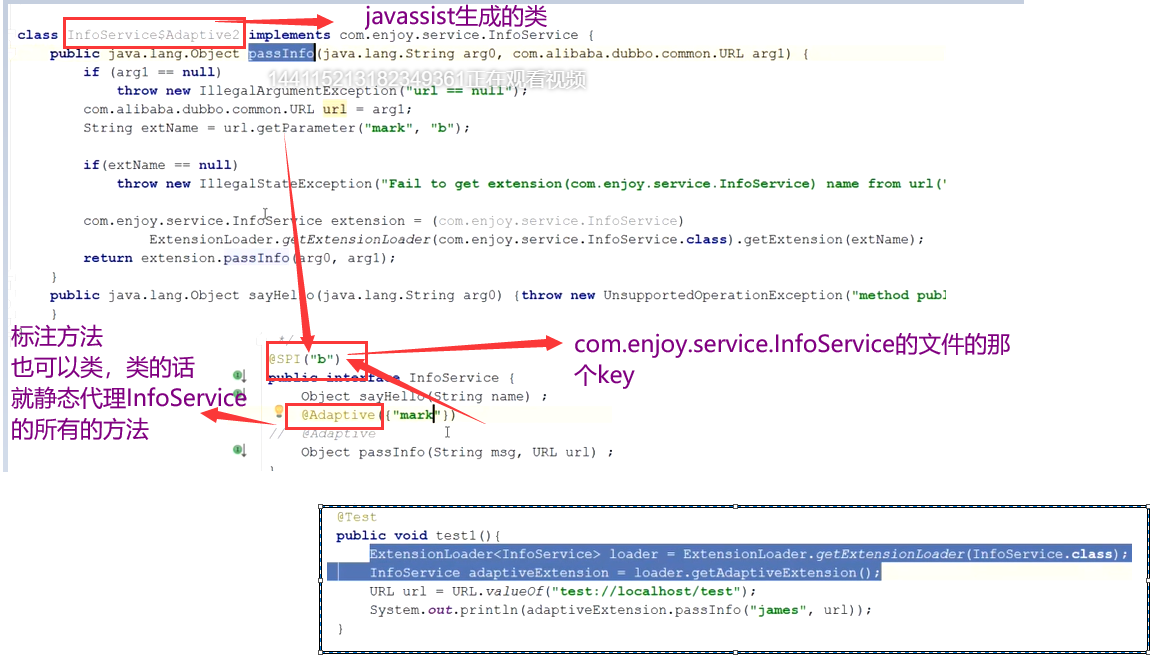 javassist生成的类
class InfoService$Adaptive2 implements com.enjoy.service.InfoService {
public java.lang.Object passInfo(java.lang.String arg0, com.alibaba.dubbo.common.URL arg1) {
if (arg1 == null)
144115213182349361正在观看视频
throw new IllegalArgumentException("url == null");
com.alibaba.dubbo.common.URL url = arg1;
String extName = url.getParameter("mark", "b");
if(extName == null)
throw new IllegalStateException("Fail to get extension(com.enjoy.service.InfoService) name from url("
com.enjoy.service.InfoService extension = (com.enjoy.service.InfoService)
ExtensionLoader.getExtensionLoader(com.enjoy.service.InfoService.class).getExtension(extName);
return extension.passInfo(arg0, arg1);
}
public java.lang.Object sayHello(java.lang.String arg0) {throw new UnsupportedOperationException("method publ
}
标注方法
也可以类，类的话
就静态代理InfoService
的所有的方法
//
@SPI("b")
public interface InfoService {
Object sayHello(String name) ;
@Adaptive({"mark"})
// @Adaptive
Object passInfo(String msg, URL url) ;
}
com.enjoy.service.InfoService的文件的那
个key
@Test
public void test1(){
ExtensionLoader<InfoService> loader = ExtensionLoader.getExtensionLoader(InfoService.class);
InfoService adaptiveExtension = loader.getAdaptiveExtension();
URL url = URL.valueOf("test://localhost/test");
System.out.println(adaptiveExtension.passInfo("james", url));
}